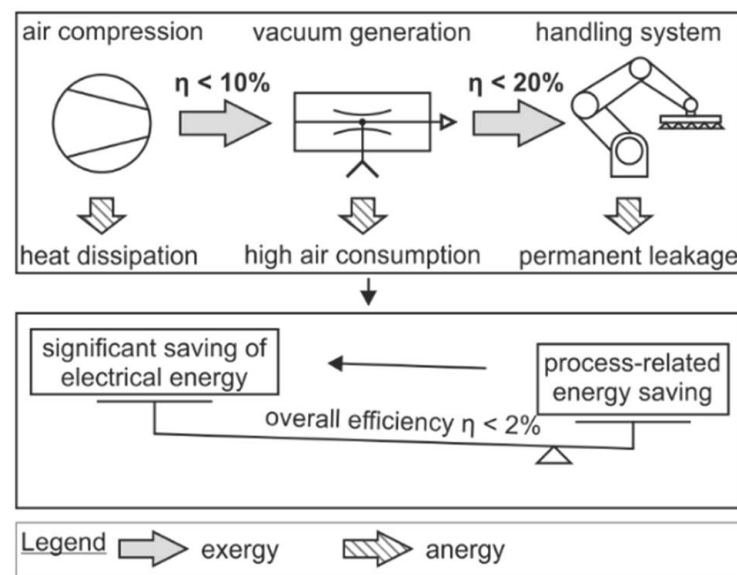 air compression
vacuum generation
handling system
η < 10%
η < 20%
heat dissipation
high air consumption
permanent leakage
significant saving of
electrical energy
process-related
energy saving
overall efficiency η < 2%
Legend
exergy
anergy